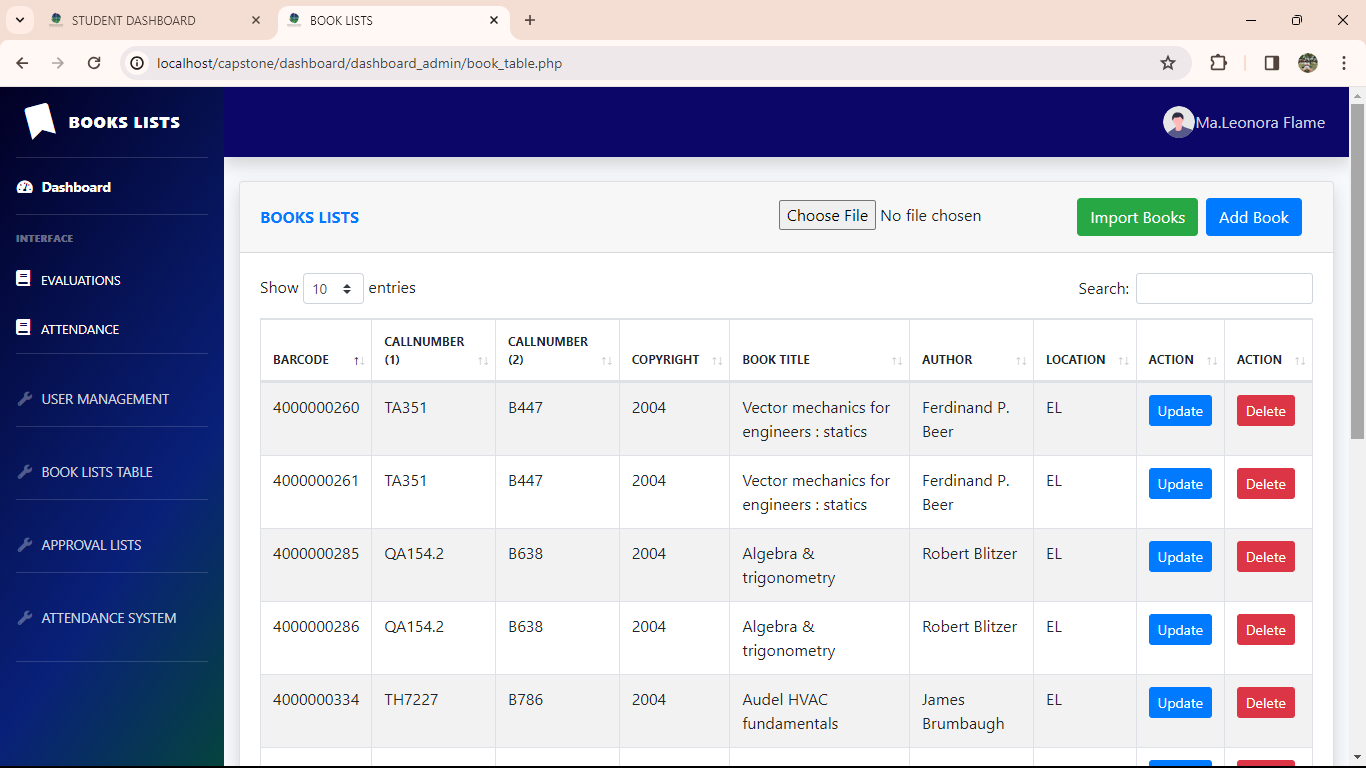 STUDENT DASHBOARD
BOOK LISTS
localhost/capstone/dashboard/dashboard_admin/book_table.php
BOOKS LISTS
Ma.Leonora Flame
Dashboard
INTERFACE
EVALUATIONS
ATTENDANCE
USER MANAGEMENT
BOOK LISTS TABLE
APPROVAL LISTS
ATTENDANCE SYSTEM
BOOKS LISTS
Choose File No file chosen
Import Books
Add Book
Show 10 entries
Search:
BARCODE
CALLNUMBER
(1)
CALLNUMBER
(2)
COPYRIGHT
BOOK TITLE
AUTHOR
LOCATION
ACTION
ACTION
4000000260
TA351
B447
2004
Vector mechanics for
engineers : statics
Ferdinand P.
Beer
EL
Update
Delete
4000000261
TA351
B447
2004
Vector mechanics for
engineers : statics
Ferdinand P.
Beer
EL
Update
Delete
4000000285
QA154.2
B638
2004
Algebra &
trigonometry
Robert Blitzer
EL
Update
Delete
4000000286
QA154.2
B638
2004
Algebra &
trigonometry
Robert Blitzer
EL
Update
Delete
4000000334
TH7227
B786
2004
Audel HVAC
fundamentals
James
Brumbaugh
EL
Update
Delete